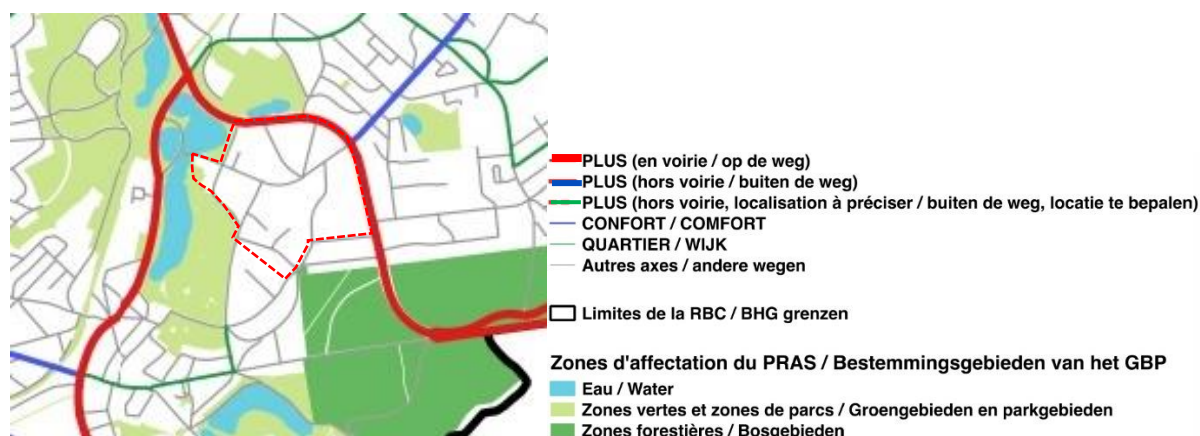 PLUS (en voirie / op de weg)
PLUS (hors voirie / buiten de weg)
PLUS (hors voirie, localisation à préciser / buiten de weg, locatie te bepalen)
CONFORT / COMFORT
QUARTIER / WIJK
Autres axes / andere wegen
Limites de la RBC / BHG grenzen
Zones d'affectation du PRAS / Bestemmingsgebieden van het GBP
Eau / Water
Zones vertes et zones de parcs / Groengebieden en parkgebieden
Zones forestières / Bosgebieden